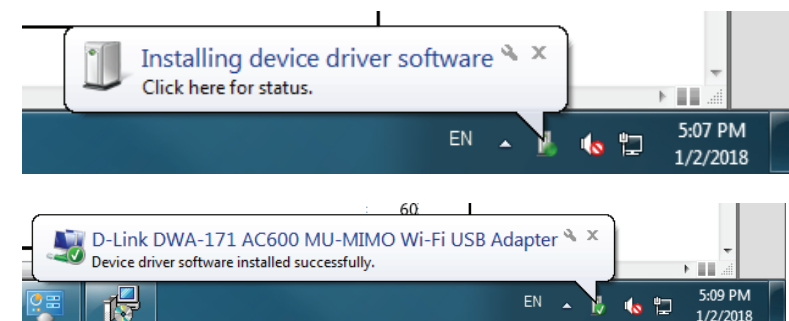 Installing device driver software
Click here for status.
EN
5:07 PM
1/2/2018
60
D-Link DWA-171 AC600 MU-MIMO Wi-Fi USB Adapter
Device driver software installed successfully.
EN
5:09 PM
1/2/2018